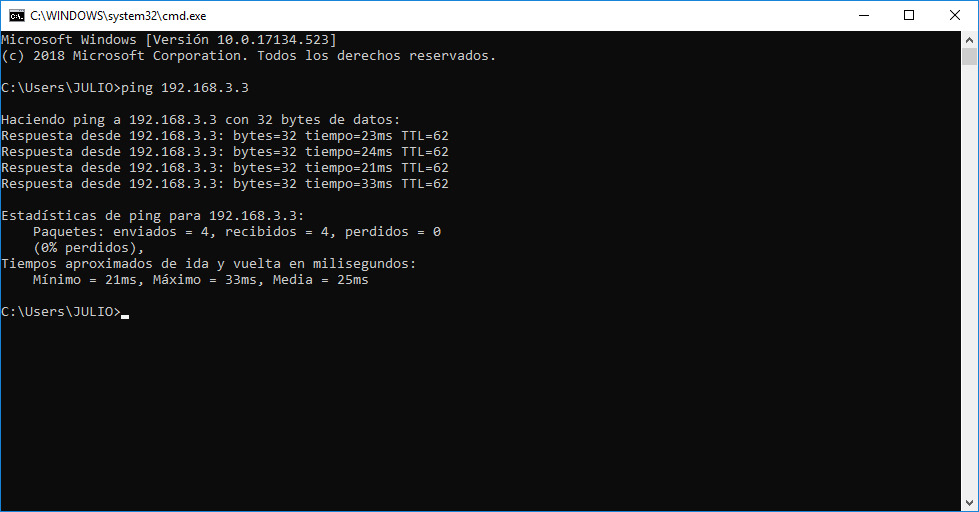 C:\WINDOWS\system32\cmd.exe
Microsoft Windows [Versión 10.0.17134.523]
(c) 2018 Microsoft Corporation. Todos los derechos reservados.
C:\Users\JULIO>ping 192.168.3.3
Haciendo ping a 192.168.3.3 con 32 bytes de datos:
Respuesta desde 192.168.3.3: bytes=32 tiempo=23ms TTL=62
Respuesta desde 192.168.3.3: bytes=32 tiempo=24ms TTL=62
Respuesta desde 192.168.3.3: bytes=32 tiempo=21ms TTL=62
Respuesta desde 192.168.3.3: bytes=32 tiempo=33ms TTL=62
Estadísticas de ping para 192.168.3.3:
    Paquetes: enviados = 4, recibidos = 4, perdidos = 0
    (0% perdidos),
Tiempos aproximados de ida y vuelta en milisegundos:
    Mínimo = 21ms, Máximo = 33ms, Media = 25ms
C:\Users\JULIO>